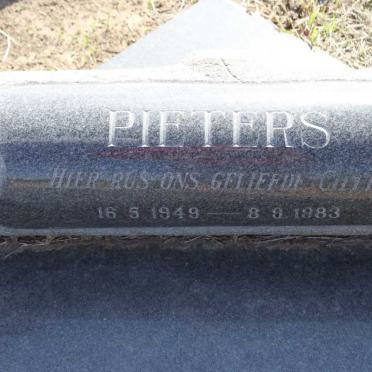 PIETERS
HIER RUS ONS GELIEFDE
16 5 1949 — 8 9 1983